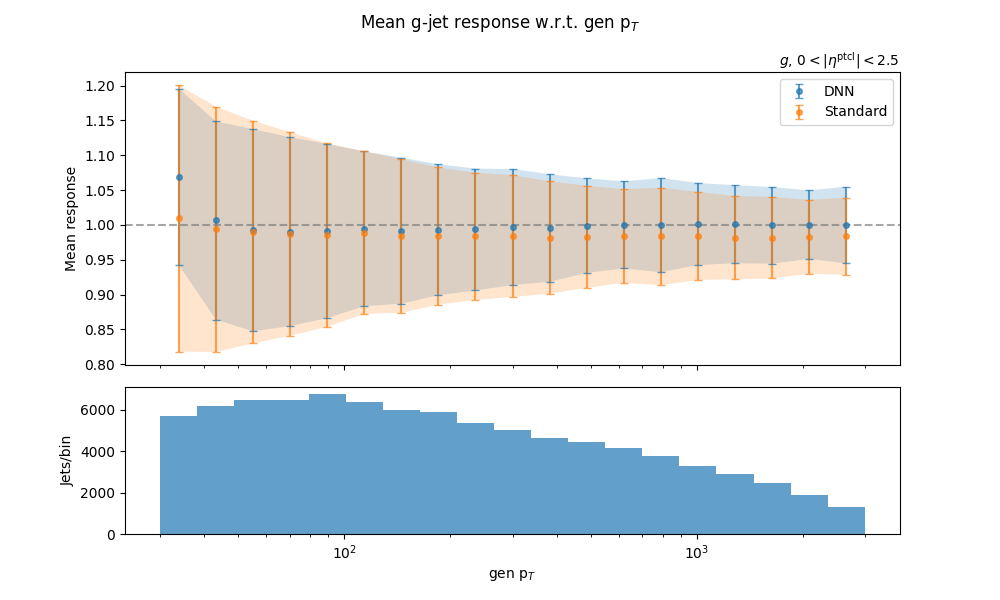 Mean g-jet response w.r.t. gen p_T
g, 0 < |η^ptcl| < 2.5
DNN
Standard
Mean response
1.20
1.15
1.10
1.05
1.00
0.95
0.90
0.85
0.80
Jets/bin
6000
4000
2000
0
10^2 10^3
gen p_T